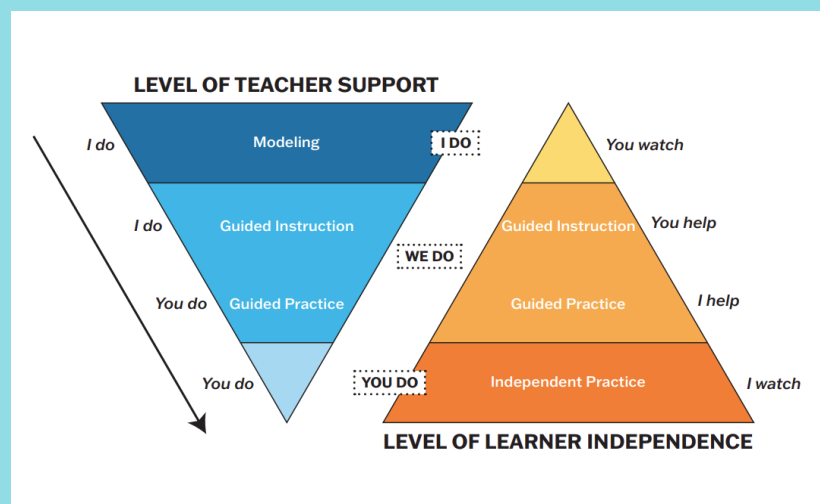 LEVEL OF TEACHER SUPPORT
I do
Modeling
I DO
You watch
I do
Guided Instruction
Guided Instruction
You help
WE DO
You do
Guided Practice
Guided Practice
I help
You do
YOU DO
Independent Practice
I watch
LEVEL OF LEARNER INDEPENDENCE